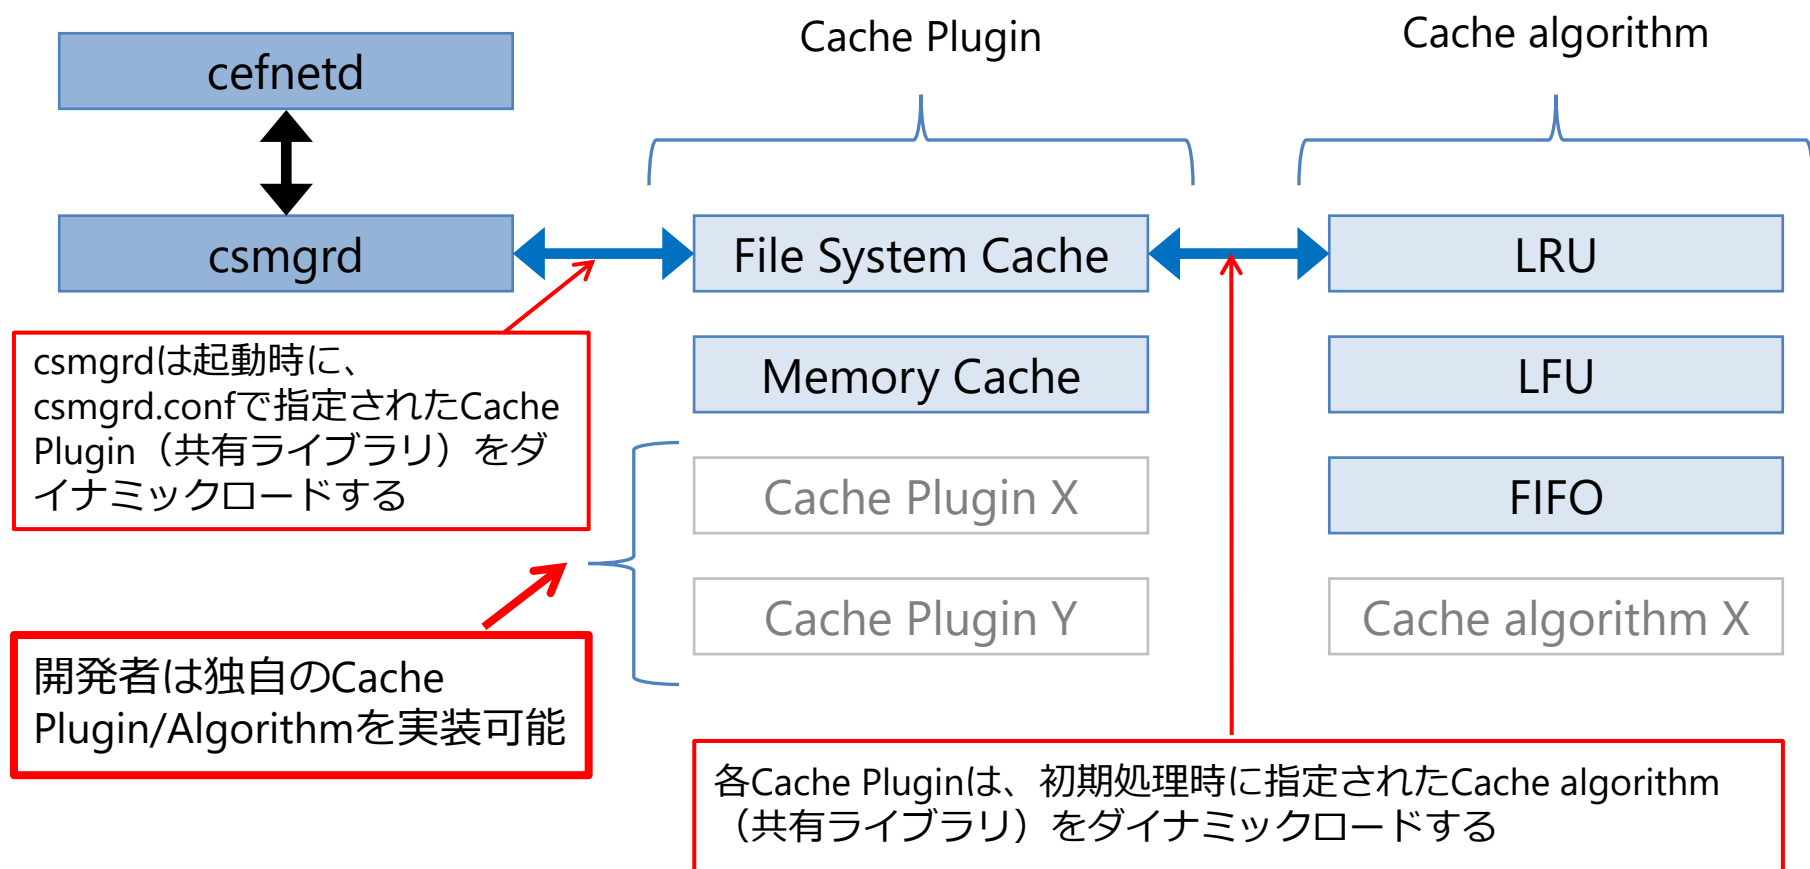 Cache Plugin
Cache algorithm
cefnetd
csmgrd
File System Cache
LRU
csmgrdは起動時に、
csmgrd.confで指定されたCache
Plugin（共有ライブラリ）をダ
イナミックロードする
Memory Cache
LFU
Cache Plugin X
FIFO
Cache Plugin Y
Cache algorithm X
開発者は独自のCache
Plugin/Algorithmを実装可能
各Cache Pluginは、初期処理時に指定されたCache algorithm
（共有ライブラリ）をダイナミックロードする